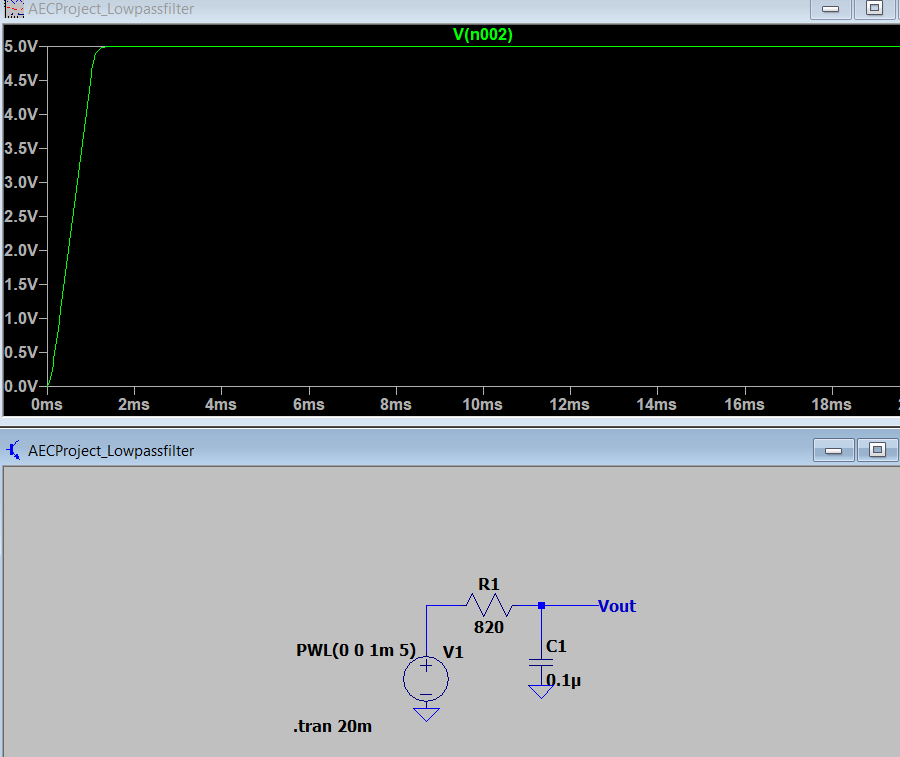 AECProject_Lowpassfilter
V(n002)
5.0V
4.5V
4.0V
3.5V
3.0V
2.5V
2.0V
1.5V
1.0V
0.5V
0.0V
0ms 2ms 4ms 6ms 8ms 10ms 12ms 14ms 16ms 18ms
AECProject_Lowpassfilter
R1
820
Vout
PWL(0 0 1m 5)
V1
C1
0.1µ
.tran 20m